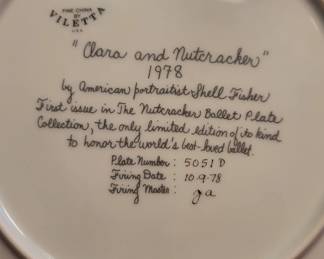 FINE CHINA
BY
VILETTA
U.S.A.
"Clara and Nutcracker"
1978
by American portraitist Shell Fisher
First issue in The Nutcracker Ballet Plate
Collection, the only limited edition of its kind
to honor the world's best-loved ballet.
Plate Number: 5051 D
Firing Date: 10-9-78
Firing Master: ga